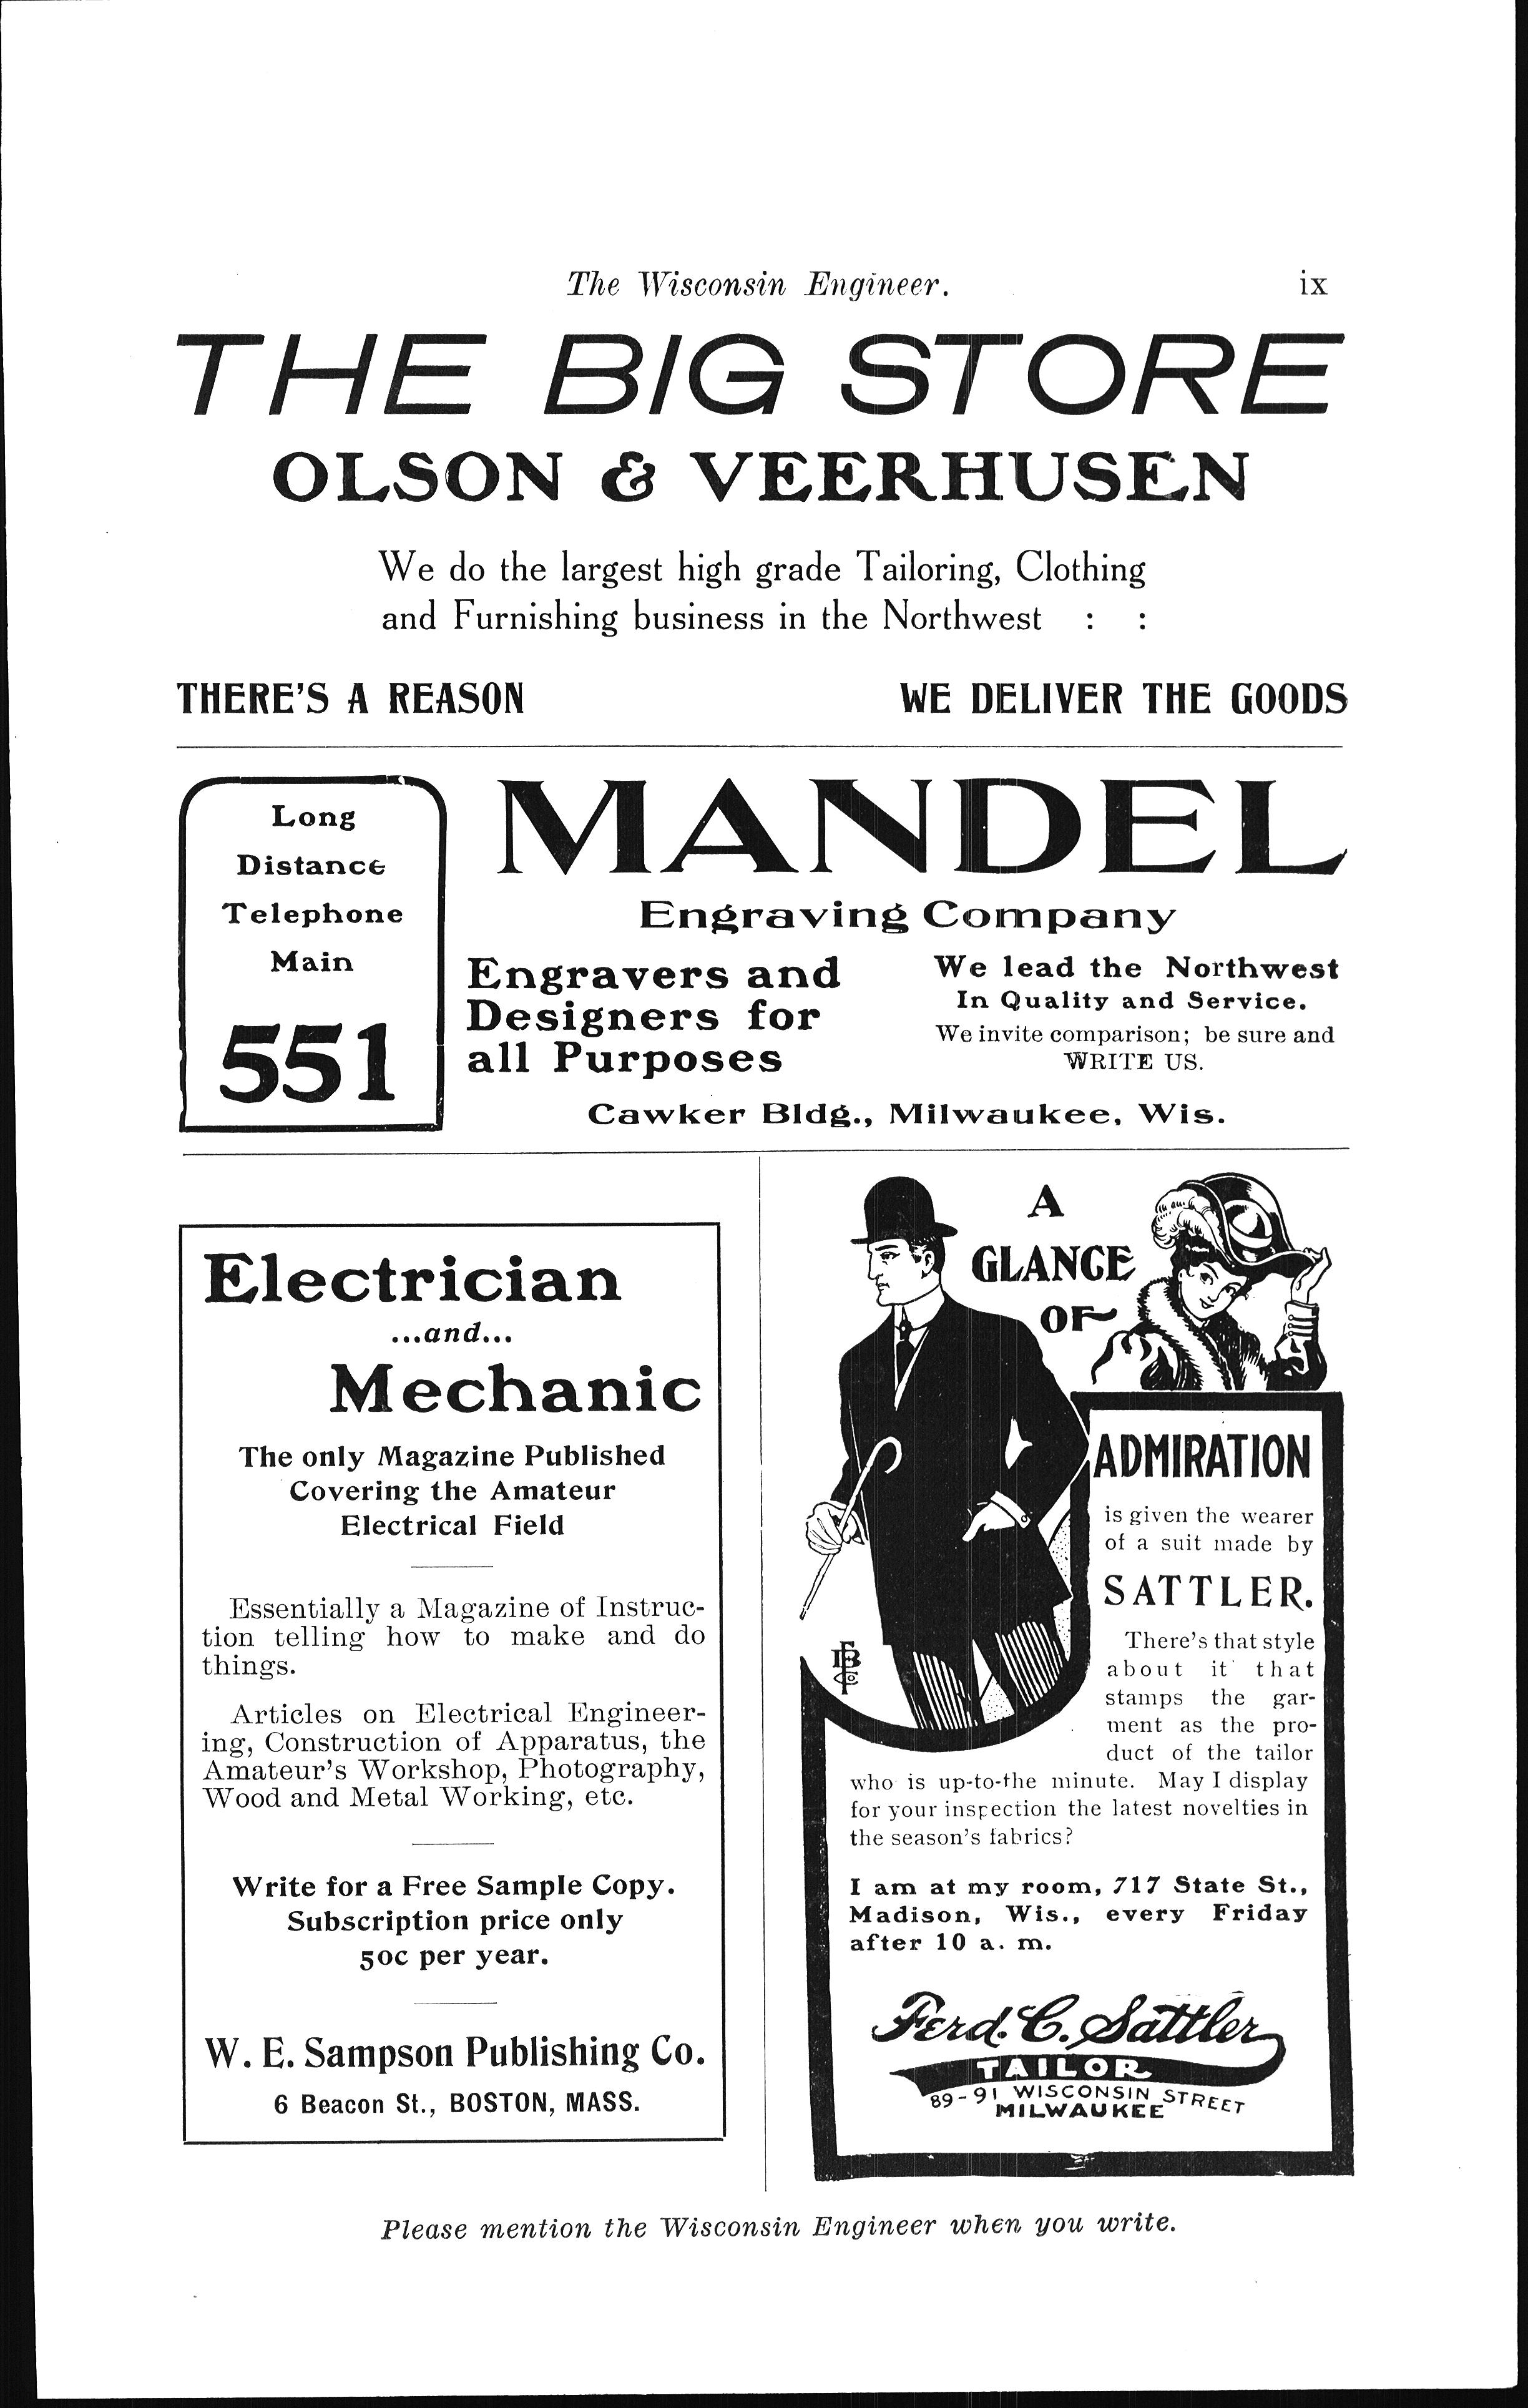 The Wisconsin Engineer. ix
THE BIG STORE
OLSON & VEERHUSEN
We do the largest high grade Tailoring, Clothing
and Furnishing business in the Northwest : :
THERE'S A REASON WE DELIVER THE GOODS
Long
Distance
Telephone
Main
551
MANDEL
Engraving Company
Engravers and
Designers for
all Purposes
We lead the Northwest
In Quality and Service.
We invite comparison; be sure and
WRITE US.
Cawker Bldg., Milwaukee, Wis.
Electrician
...and...
Mechanic
The only Magazine Published
Covering the Amateur
Electrical Field
Essentially a Magazine of Instruc-
tion telling how to make and do
things.
Articles on Electrical Engineer-
ing, Construction of Apparatus, the
Amateur's Workshop, Photography,
Wood and Metal Working, etc.
Write for a Free Sample Copy.
Subscription price only
50c per year.
W. E. Sampson Publishing Co.
6 Beacon St., BOSTON, MASS.
A
GLANCE
OF
ADMIRATION
is given the wearer
of a suit made by
SATTLER.
There's that style
about it that
stamps the gar-
ment as the pro-
duct of the tailor
who is up-to-the minute. May I display
for your inspection the latest novelties in
the season's fabrics?
I am at my room, 717 State St.,
Madison, Wis., every Friday
after 10 a. m.
Ferd. C. Sattler
TAILOR
89-91 WISCONSIN STREET
MILWAUKEE
Please mention the Wisconsin Engineer when you write.